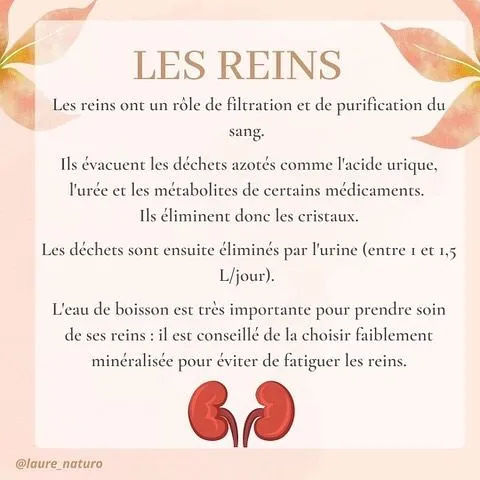 LES REINS
Les reins ont un rôle de filtration et de purification du
sang.
Ils évacuent les déchets azotés comme l'acide urique,
l'urée et les métabolites de certains médicaments.
Ils éliminent donc les cristaux.
Les déchets sont ensuite éliminés par l'urine (entre 1 et 1,5
L/jour).
L'eau de boisson est très importante pour prendre soin
de ses reins : il est conseillé de la choisir faiblement
minéralisée pour éviter de fatiguer les reins.
@laure_naturo